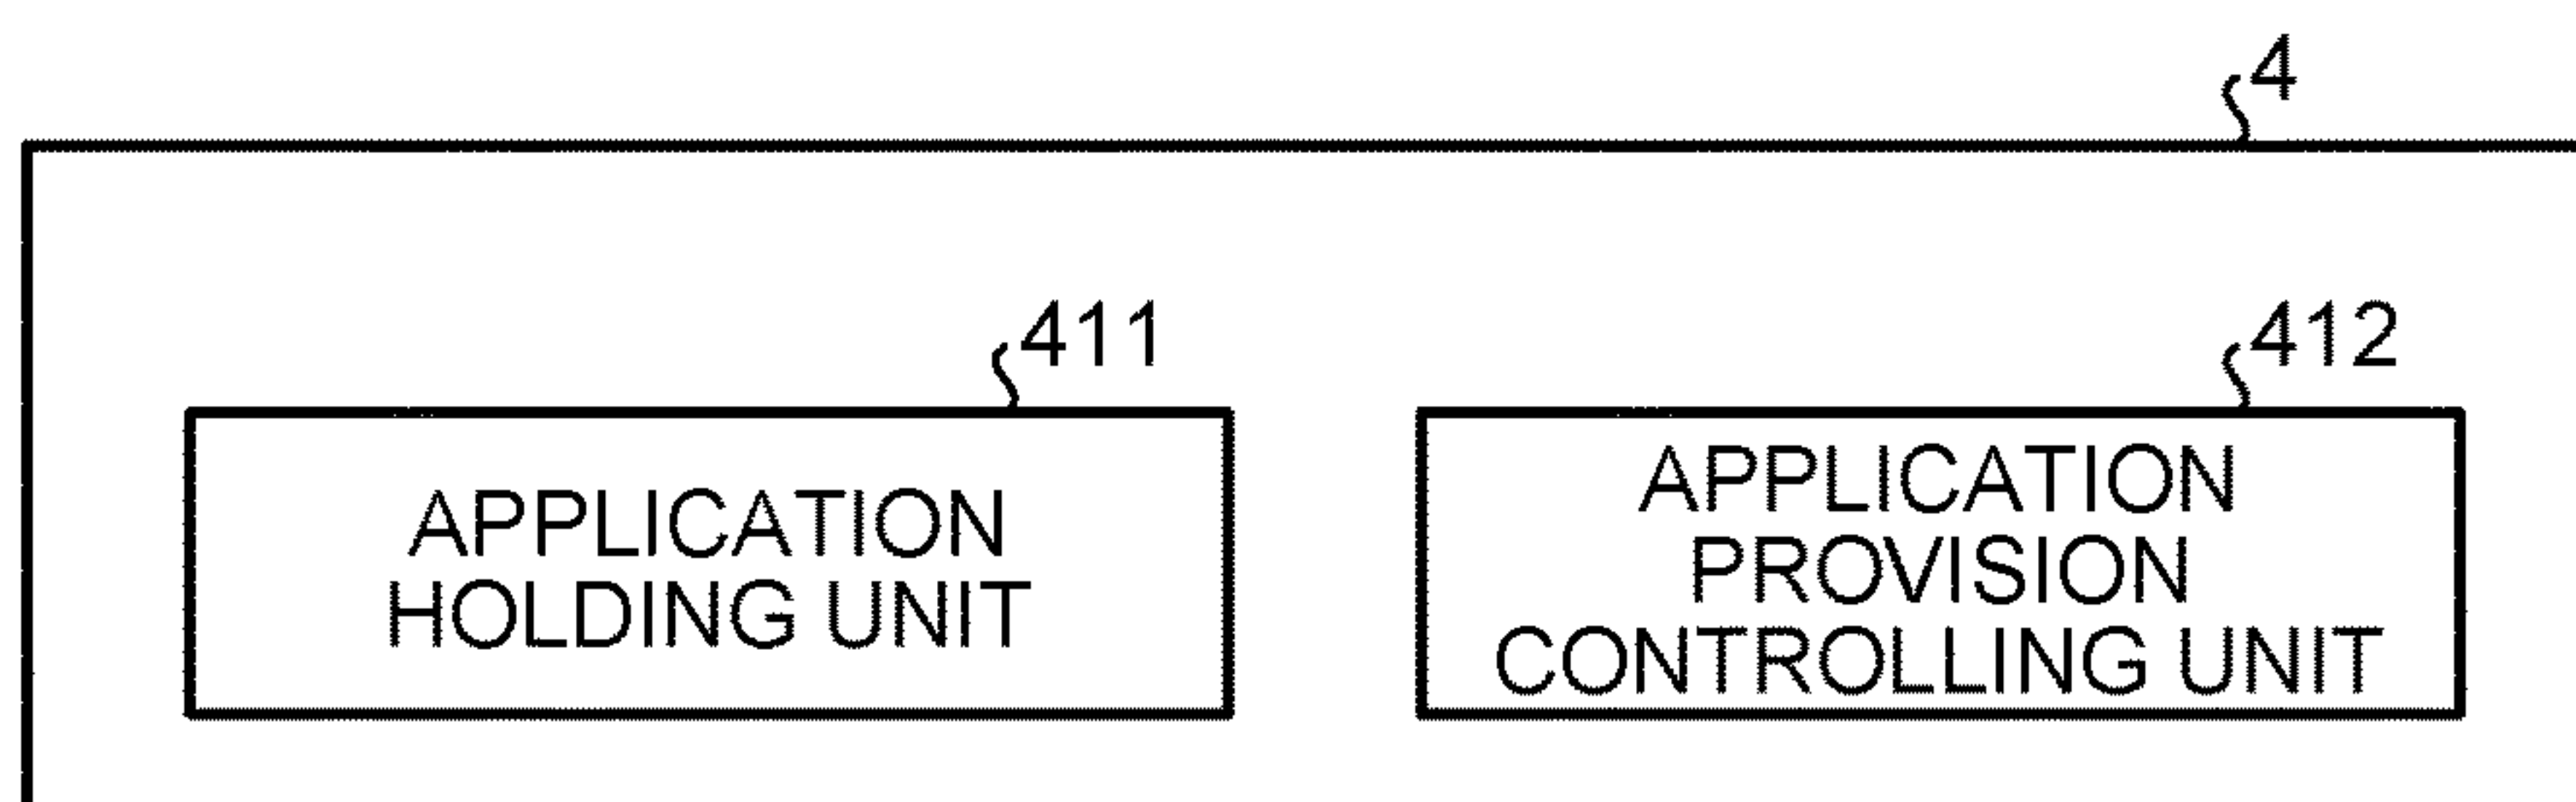 4
411
412
APPLICATION
HOLDING UNIT
APPLICATION
PROVISION
CONTROLLING UNIT